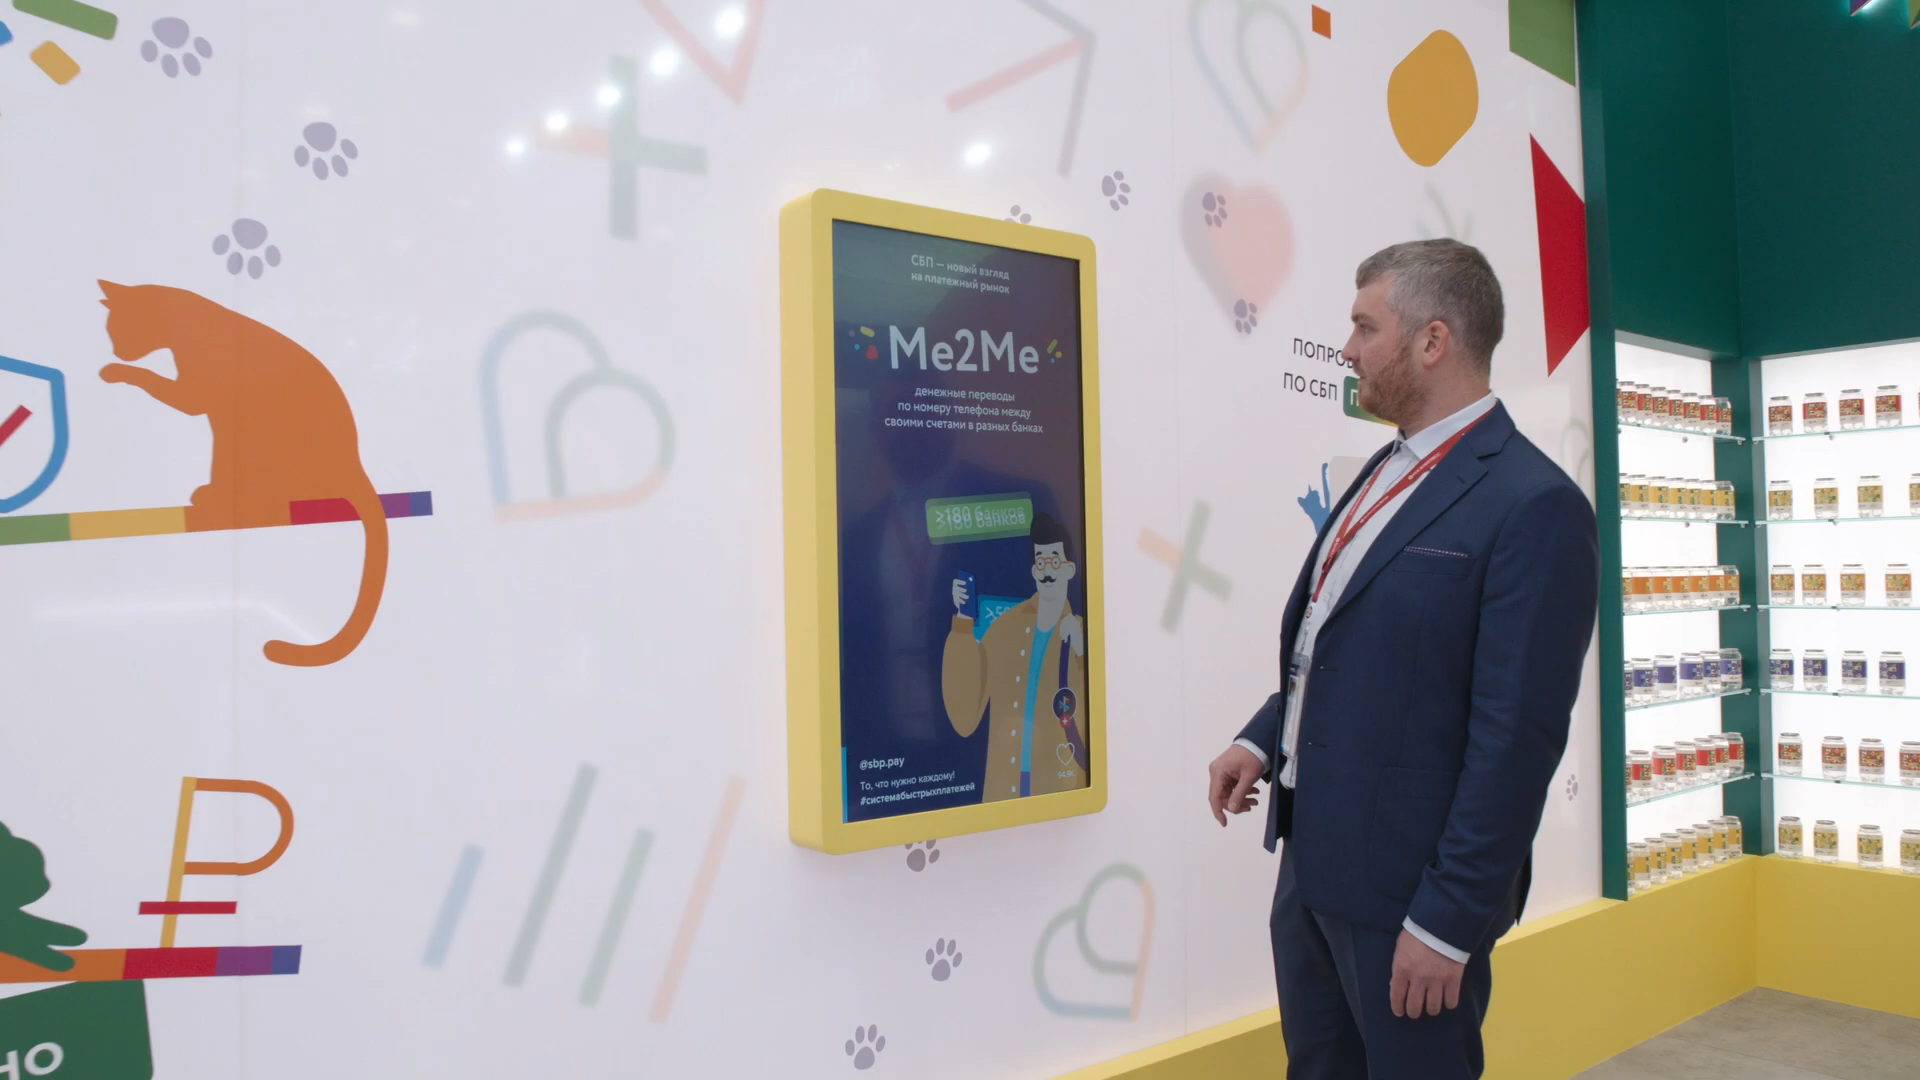 СБП — новый взгляд
на платежный рынок
Me2Me
денежные переводы
по номеру телефона между
своими счетами в разных банках
>180 банков
@sbp.pay
То, что нужно каждому!
#системабыстрыхплатежей
ПО СБП
НО